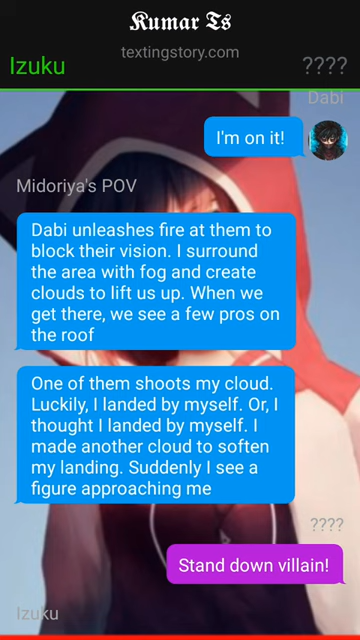 Kumar Ts
textingstory.com
Izuku
????
Dabi
I'm on it!
Midoriya's POV
Dabi unleashes fire at them to
block their vision. I surround
the area with fog and create
clouds to lift us up. When we
get there, we see a few pros on
the roof
One of them shoots my cloud.
Luckily, I landed by myself. Or, I
thought I landed by myself. I
made another cloud to soften
my landing. Suddenly I see a
figure approaching me
????
Stand down villain!
Izuku